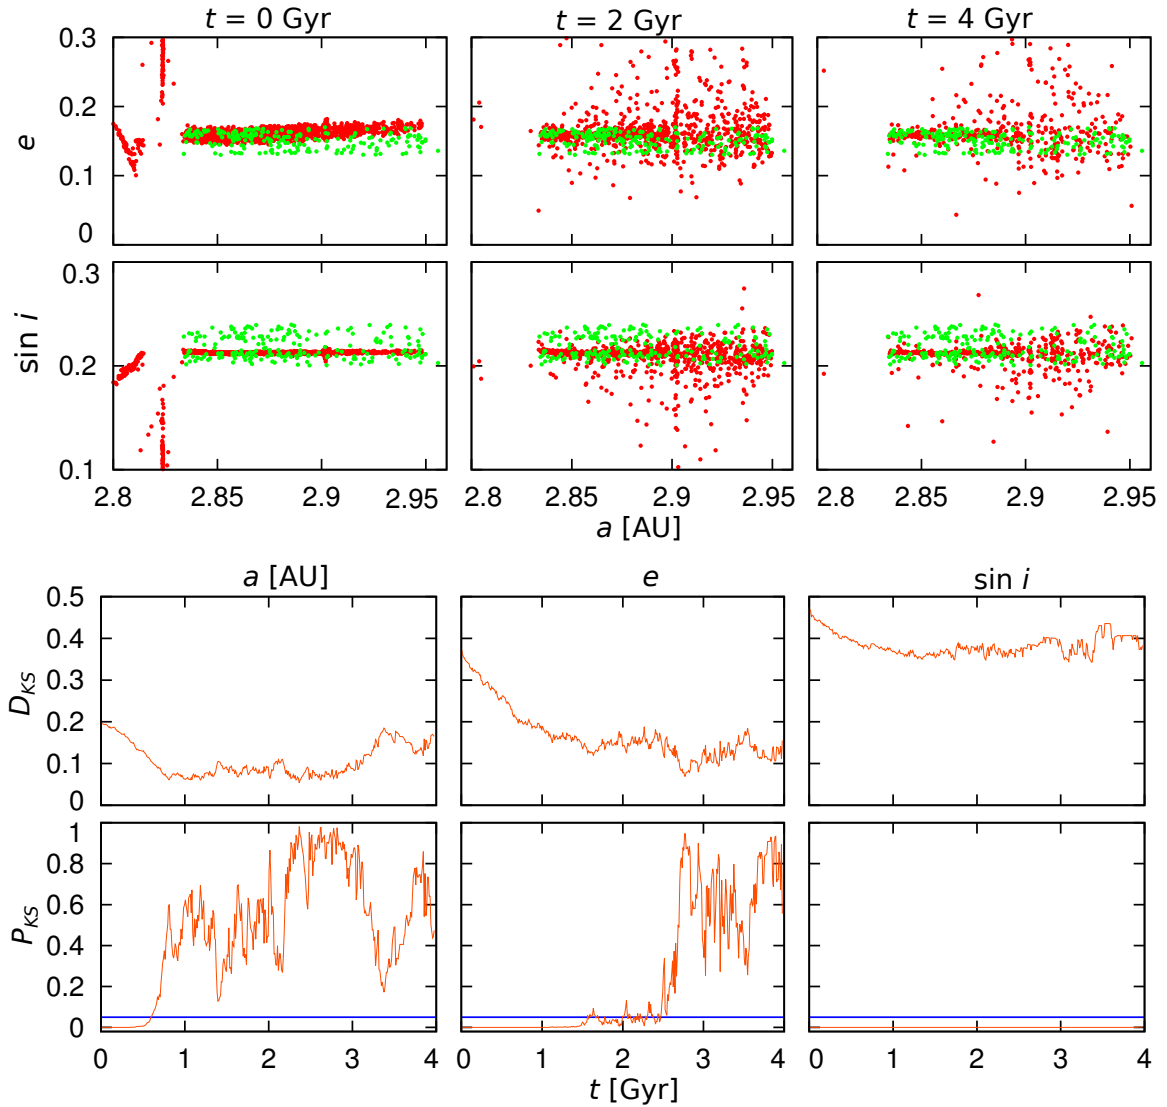 t = 0 Gyr t = 2 Gyr t = 4 Gyr
0.3
0.2
e
0.1
0
0.3
sin i
0.2
0.1
2.8 2.85 2.9 2.95 2.8 2.85 2.9 2.95 2.8 2.85 2.9 2.95
a [AU]
a [AU] e sin i
0.5
0.4
D_KS
0.3
0.2
0.1
0
1
0.8
P_KS
0.6
0.4
0.2
0
0 1 2 3 4 0 1 2 3 4 0 1 2 3 4
t [Gyr]